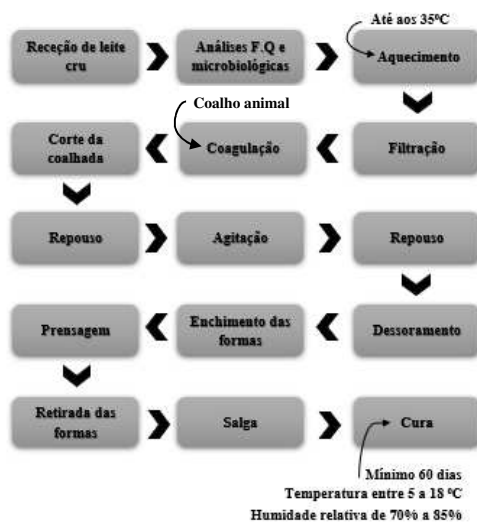 Até aos 35ºC
Receção de leite
cru
Análises F.Q e
microbiológicas
Aquecimento
Coalho animal
Corte da
coalhada
Coagulação
Filtração
Repouso
Agitação
Repouso
Prensagem
Enchimento das
formas
Dessoramento
Retirada das
formas
Salga
Cura
Mínimo 60 dias
Temperatura entre 5 a 18 ºC
Humidade relativa de 70% a 85%